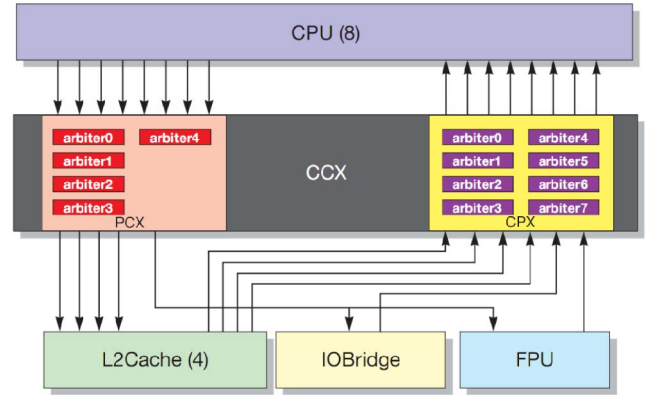 CPU (8)
arbiter0 arbiter4
arbiter1
arbiter2
arbiter3
PCX
CCX
arbiter0 arbiter4
arbiter1 arbiter5
arbiter2 arbiter6
arbiter3 arbiter7
CPX
L2Cache (4)
IOBridge
FPU